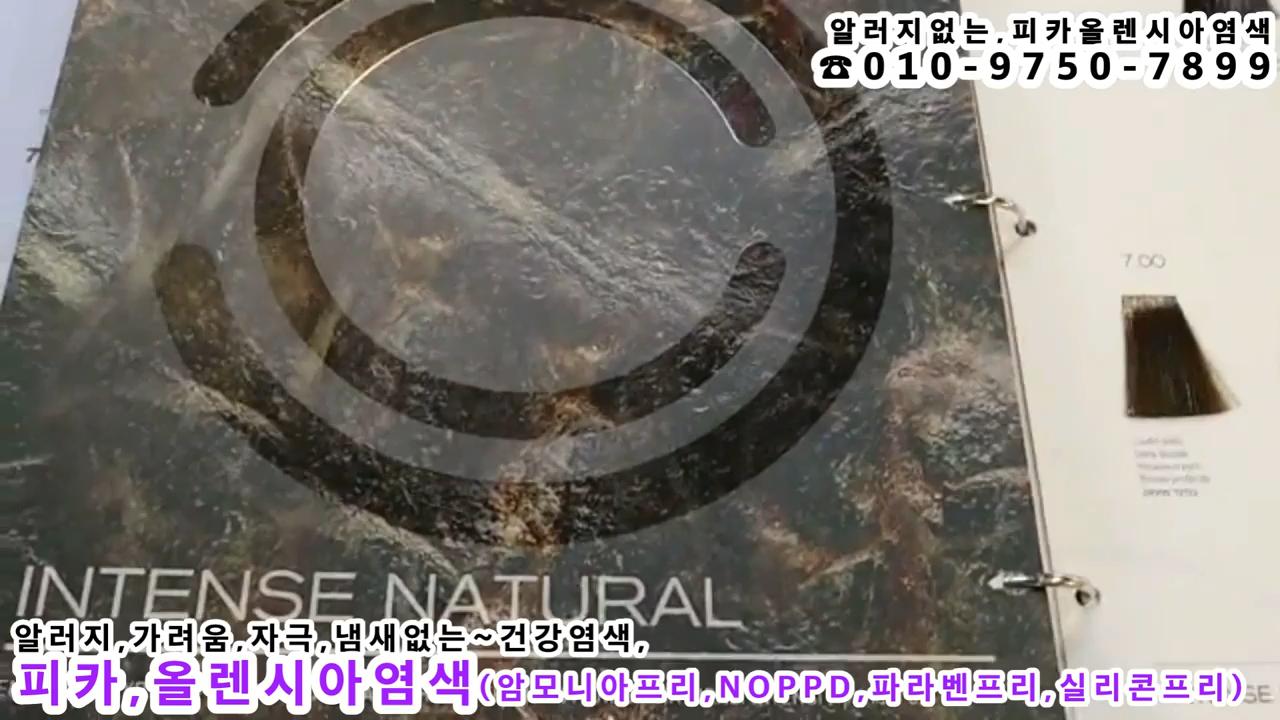 알러지없는,피카올렌시아염색
☎010-9750-7899
7.00
INTENSE NATURAL
알러지,가려움,자극,냄새없는~건강염색,
피카,올렌시아염색(암모니아프리,NOPPD,파라벤프리,실리콘프리)